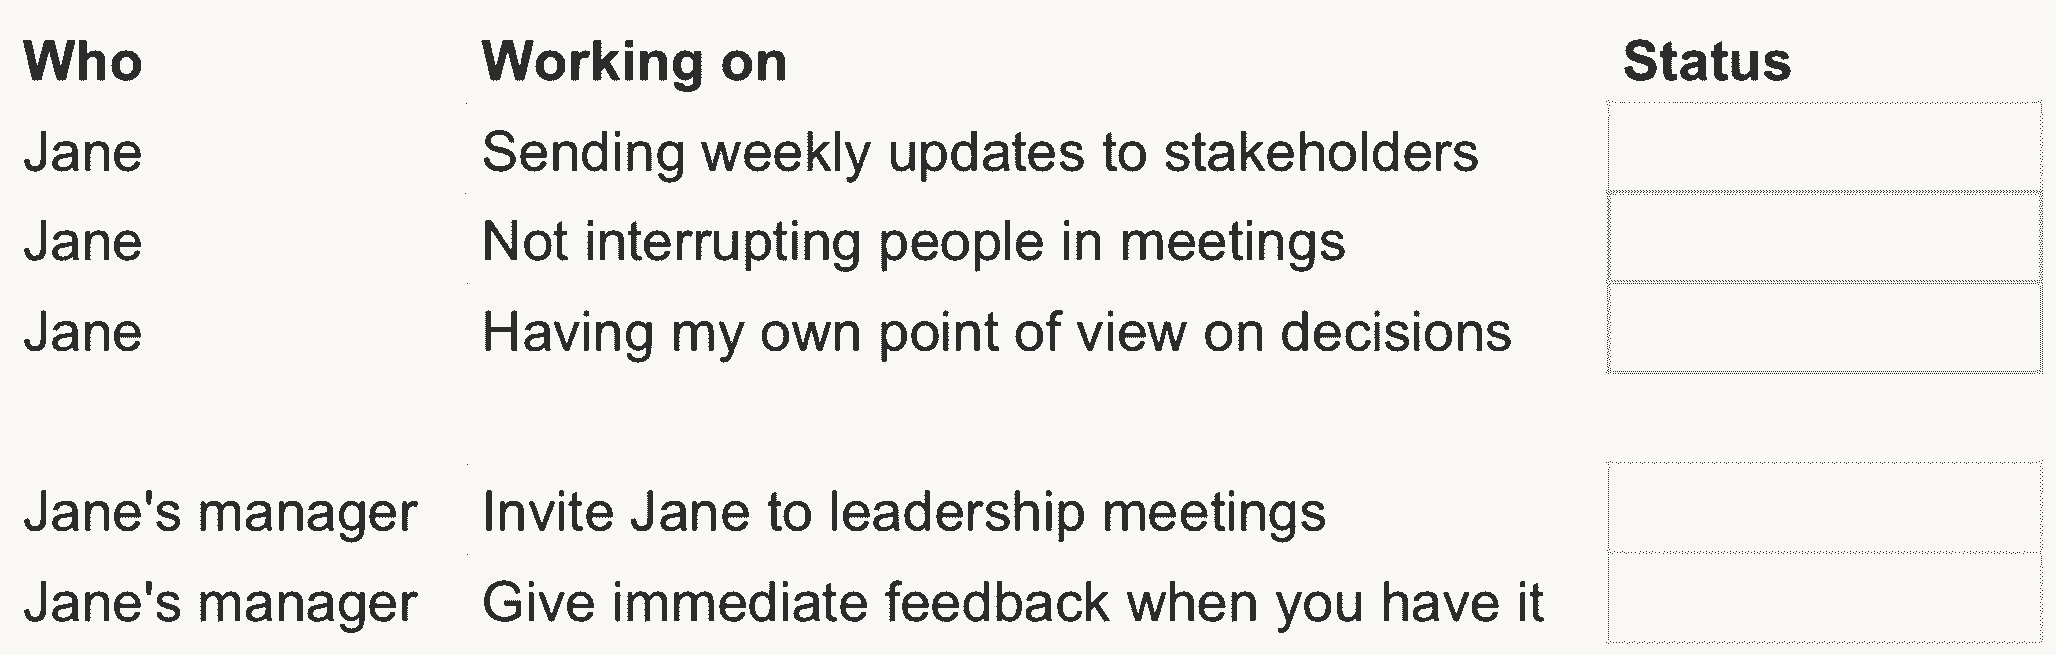 Who Working on Status
Jane Sending weekly updates to stakeholders
Jane Not interrupting people in meetings
Jane Having my own point of view on decisions
Jane's manager Invite Jane to leadership meetings
Jane's manager Give immediate feedback when you have it